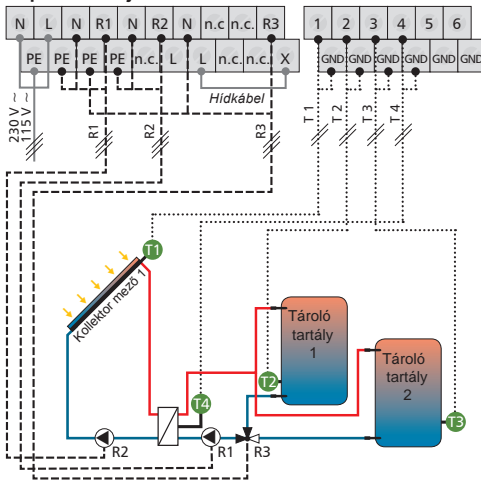 N L N R1 N R2 N n.c n.c. R3
1 2 3 4 5 6
PE PE PE PE n.c. L L n.c. n.c. X
GND GND GND GND GND GND
Hídkábel
230 V ~
115 V ~
R1
R2
R3
T 1
T 2
T 3
T 4
T1
Kollektor mező 1
Tároló
tartály
1
Tároló
tartály
2
T2
T4
T3
R2
R1
R3